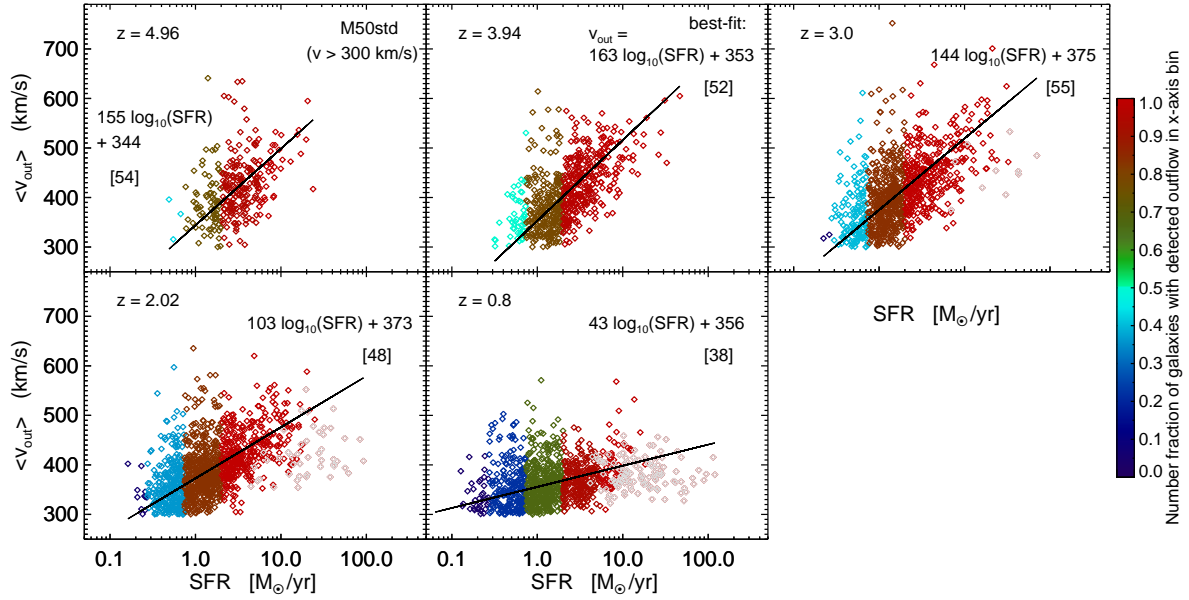 z = 4.96
M50std
(v > 300 km/s)
155 log₁₀(SFR)
+ 344
[54]
z = 3.94
best-fit:
v_out =
163 log₁₀(SFR) + 353
[52]
z = 3.0
144 log₁₀(SFR) + 375
[55]
700
600
500
400
300
<v_out> (km/s)
z = 2.02
103 log₁₀(SFR) + 373
[48]
z = 0.8
43 log₁₀(SFR) + 356
[38]
SFR [M⊙/yr]
700
600
500
400
300
<v_out> (km/s)
0.1 1.0 10.0 100.0
SFR [M⊙/yr]
0.1 1.0 10.0 100.0
SFR [M⊙/yr]
1.0
0.9
0.8
0.7
0.6
0.5
0.4
0.3
0.2
0.1
0.0
Number fraction of galaxies with detected outflow in x-axis bin